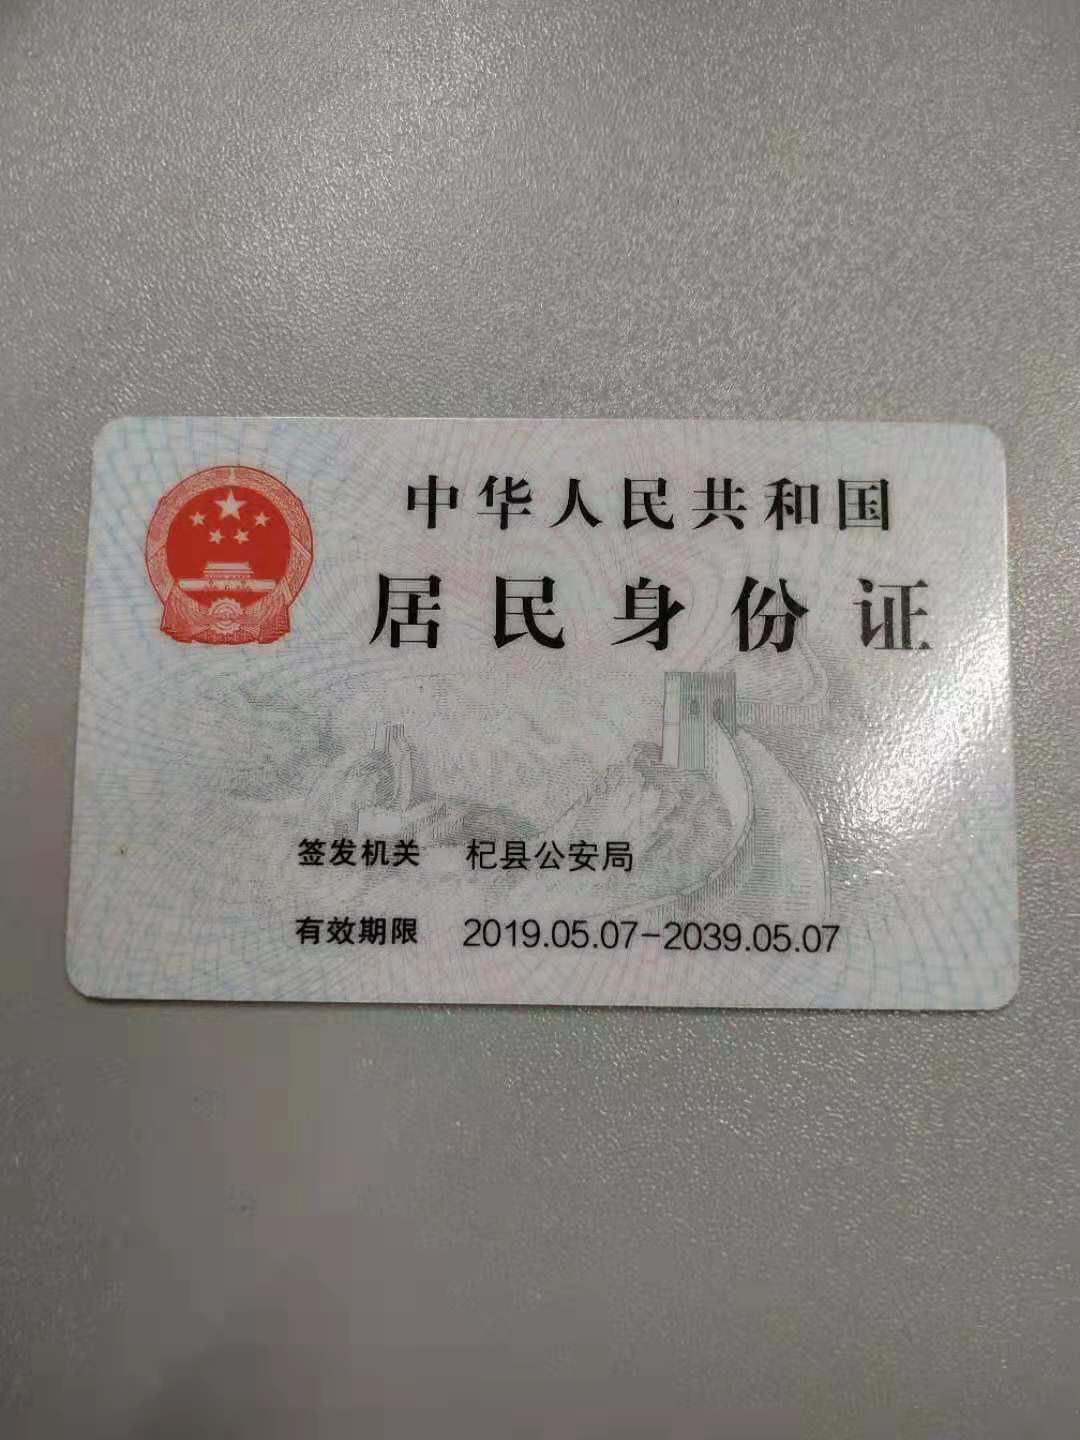 中华人民共和国
居民身份证
签发机关 杞县公安局
有效期限 2019.05.07-2039.05.07